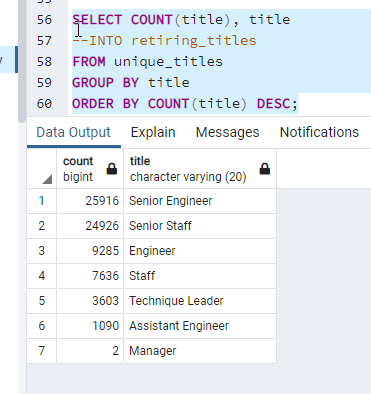 56 SELECT COUNT(title), title
57 --INTO retiring_titles
58 FROM unique_titles
59 GROUP BY title
60 ORDER BY COUNT(title) DESC;
Data Output Explain Messages Notifications
count title
bigint character varying (20)
1 25916 Senior Engineer
2 24926 Senior Staff
3 9285 Engineer
4 7636 Staff
5 3603 Technique Leader
6 1090 Assistant Engineer
7 2 Manager